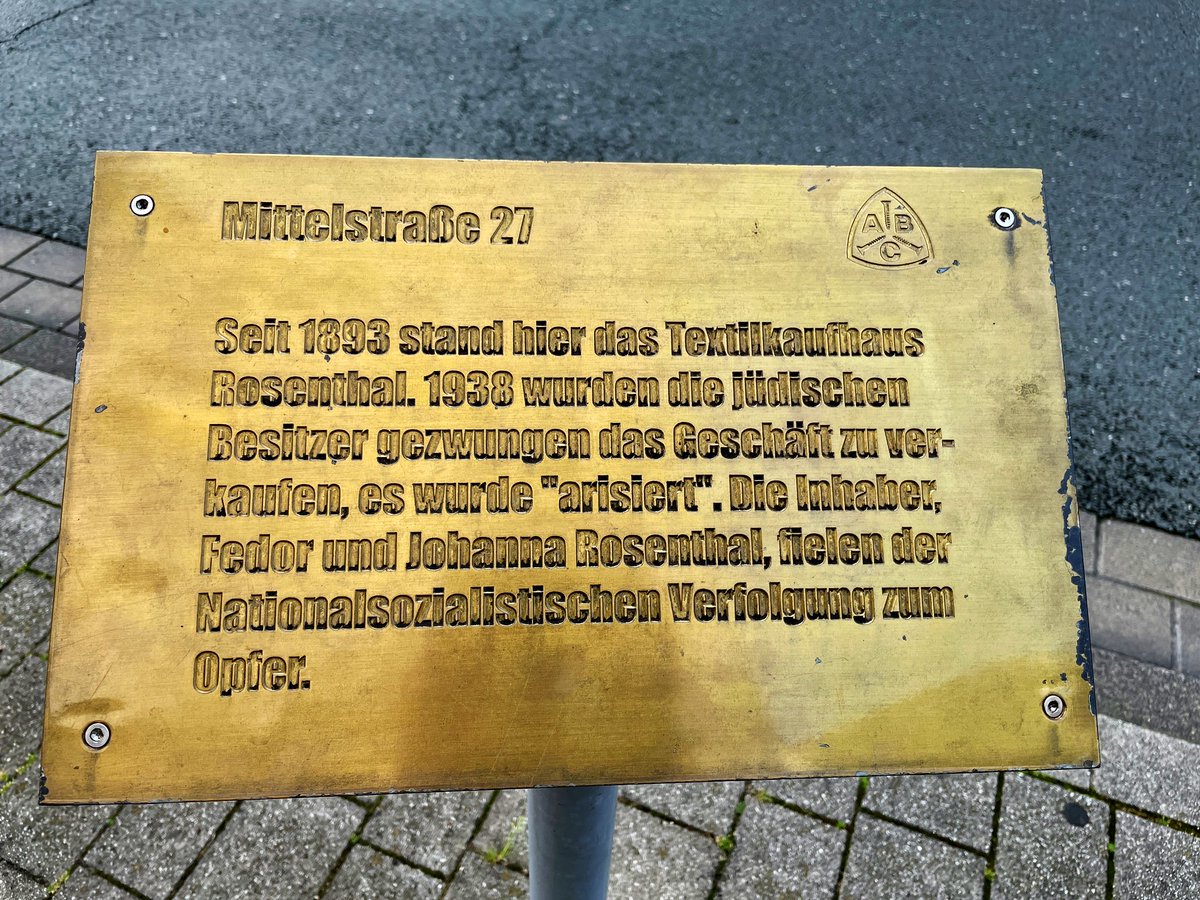 Mittelstraße 27
I
A B
C
Seit 1893 stand hier das Textilkaufhaus
Rosenthal. 1938 wurden die jüdischen
Besitzer gezwungen das Geschäft zu ver-
kaufen, es wurde "arisiert". Die Inhaber,
Fedor und Johanna Rosenthal, fielen der
Nationalsozialistischen Verfolgung zum
Opfer.